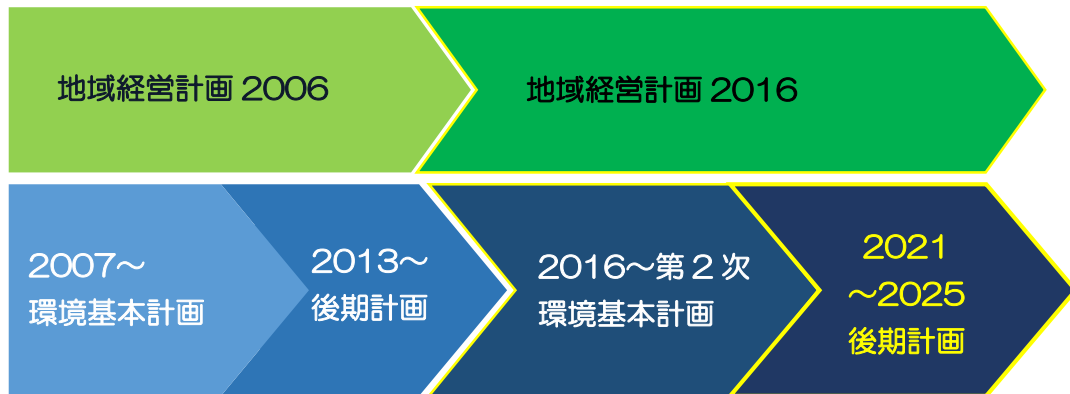 地域経営計画 2006
地域経営計画 2016
2007～
環境基本計画
2013～
後期計画
2016～第２次
環境基本計画
2021
～2025
後期計画